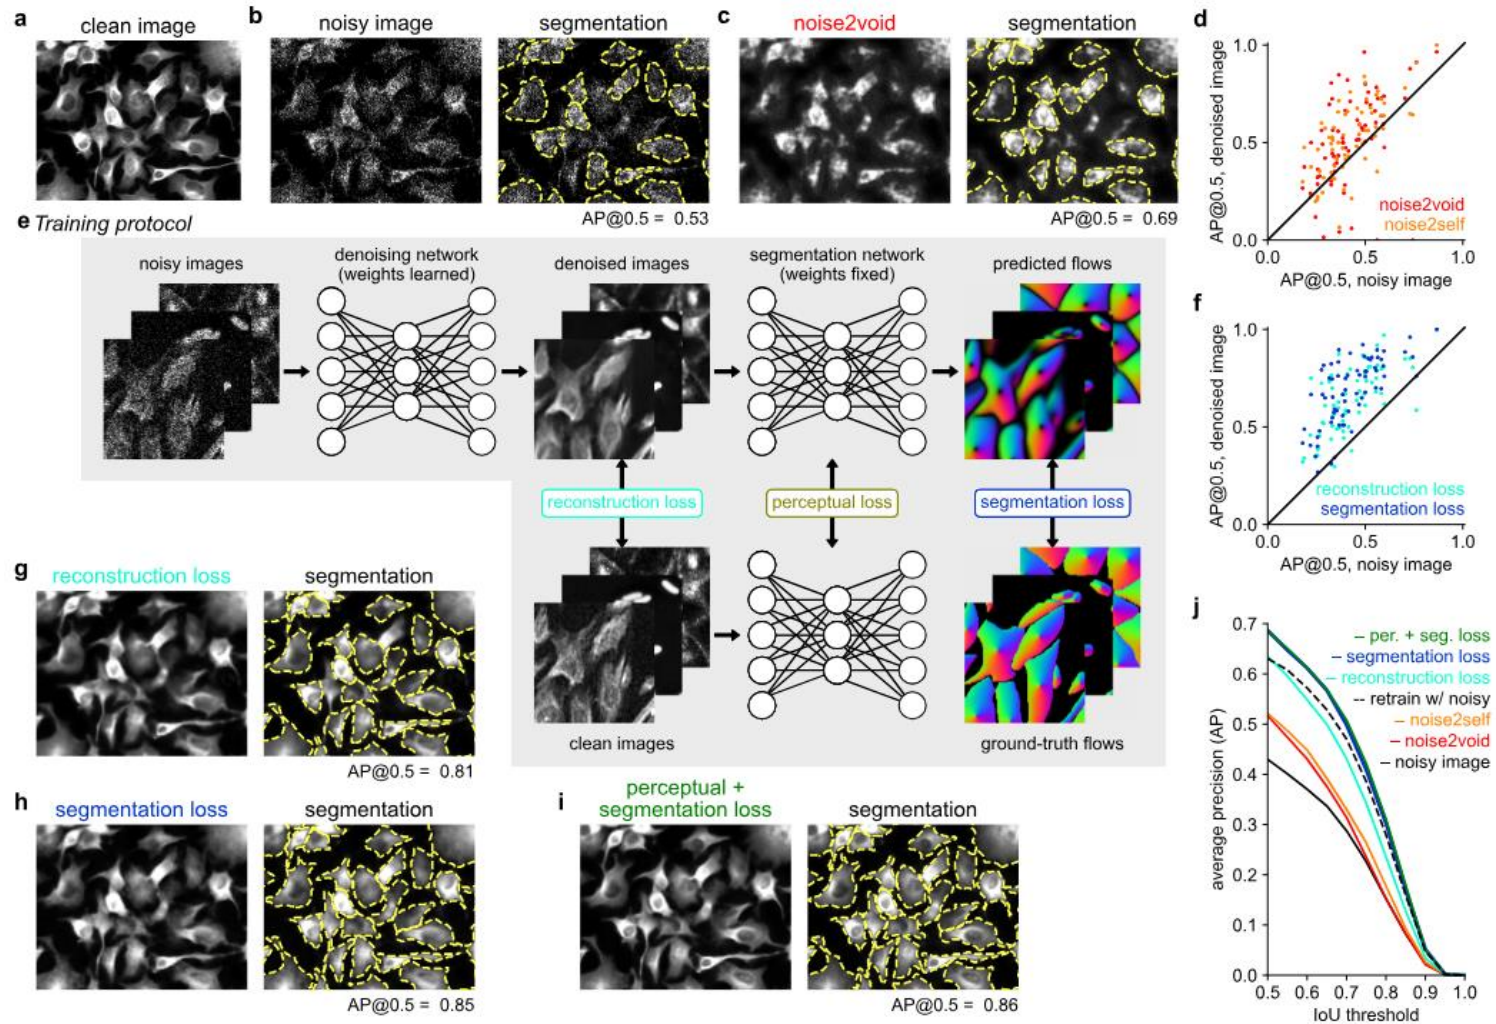 a
clean image
b
noisy image
segmentation
AP@0.5 = 0.53
c
noise2void
segmentation
AP@0.5 = 0.69
d
AP@0.5, denoised image
1.0
0.5
0.0
noise2void
noise2self
0.0
0.5
1.0
AP@0.5, noisy image
e Training protocol
noisy images
denoising network
(weights learned)
denoised images
segmentation network
(weights fixed)
predicted flows
reconstruction loss
perceptual loss
segmentation loss
clean images
ground-truth flows
f
AP@0.5, denoised image
1.0
0.5
0.0
reconstruction loss
segmentation loss
0.0
0.5
1.0
AP@0.5, noisy image
g
reconstruction loss
segmentation
AP@0.5 = 0.81
h
segmentation loss
segmentation
AP@0.5 = 0.85
i
perceptual +
segmentation loss
segmentation
AP@0.5 = 0.86
j
average precision (AP)
0.7
0.6
0.5
0.4
0.3
0.2
0.1
0.0
– per. + seg. loss
– segmentation loss
– reconstruction loss
-- retrain w/ noisy
– noise2self
– noise2void
– noisy image
0.5
0.6
0.7
0.8
0.9
1.0
IoU threshold